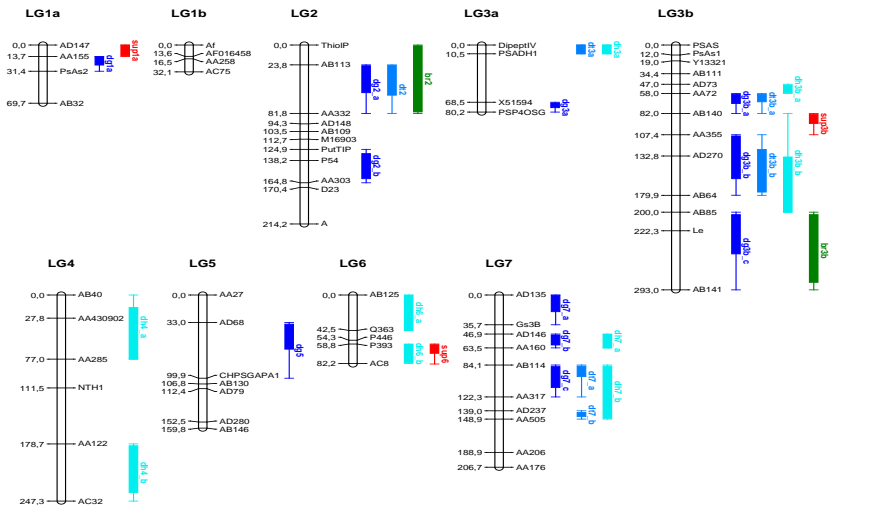 LG1a
0,0 AD147
13,7 AA155
31,4 PsAs2
69,7 AB32
sup1a
dg1a
LG1b
0,0 Af
13,6 AF016458
16,5 AA258
32,1 AC75
LG2
0,0 ThiolP
23,8 AB113
81,8 AA332
94,3 AD148
103,5 AB109
112,7 M16903
124,9 PutTIP
138,2 P54
164,8 AA303
170,4 D23
214,2 A
dg2_a
br2
dg2_b
LG3a
0,0 DipeptIV
10,5 PSADH1
68,5 X51594
80,2 PSP4OSG
dh3a
dg3a
LG3b
0,0 PSAS
12,0 PsAs1
19,0 Y13321
34,4 AB111
47,0 AD73
58,0 AA72
82,0 AB140
107,4 AA355
132,8 AD270
179,9 AB64
200,0 AB85
222,3 Le
293,0 AB141
dh3b_a
dg3b_a
sup3b
dg3b_b
dh3b_b
dg3b_c
br3b
LG4
0,0 AB40
27,8 AA430902
77,0 AA285
111,5 NTH1
178,7 AA122
247,3 AC32
dh4_a
dh4_b
LG5
0,0 AA27
33,0 AD68
99,9 CHPSGAPA1
106,8 AB130
112,4 AD79
152,5 AD280
159,8 AB146
dg5
LG6
0,0 AB125
42,5 Q363
54,3 P446
58,8 P393
82,2 AC8
dh6_a
dh6_b
sup6
LG7
0,0 AD135
35,7 Gs3B
46,9 AD146
63,5 AA160
84,1 AB114
122,3 AA317
139,0 AD237
148,9 AA505
188,9 AA206
206,7 AA176
dg7_a
dg7_b
dh7_a
dg7_c
dh7_b